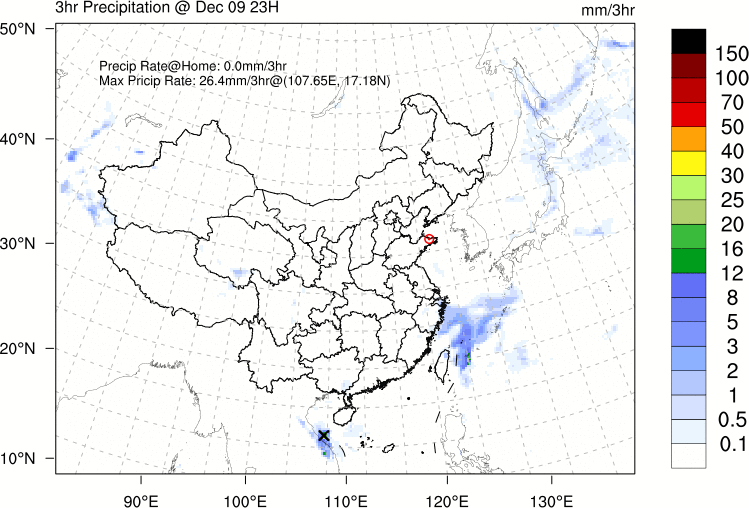 3hr Precipitation @ Dec 09 23H
mm/3hr
Precip Rate@Home: 0.0mm/3hr
Max Pricip Rate: 26.4mm/3hr@(107.65E, 17.18N)
50°N
40°N
30°N
20°N
10°N
90°E
100°E
110°E
120°E
130°E
150
100
70
50
40
30
25
20
16
12
8
5
3
2
1
0.5
0.1